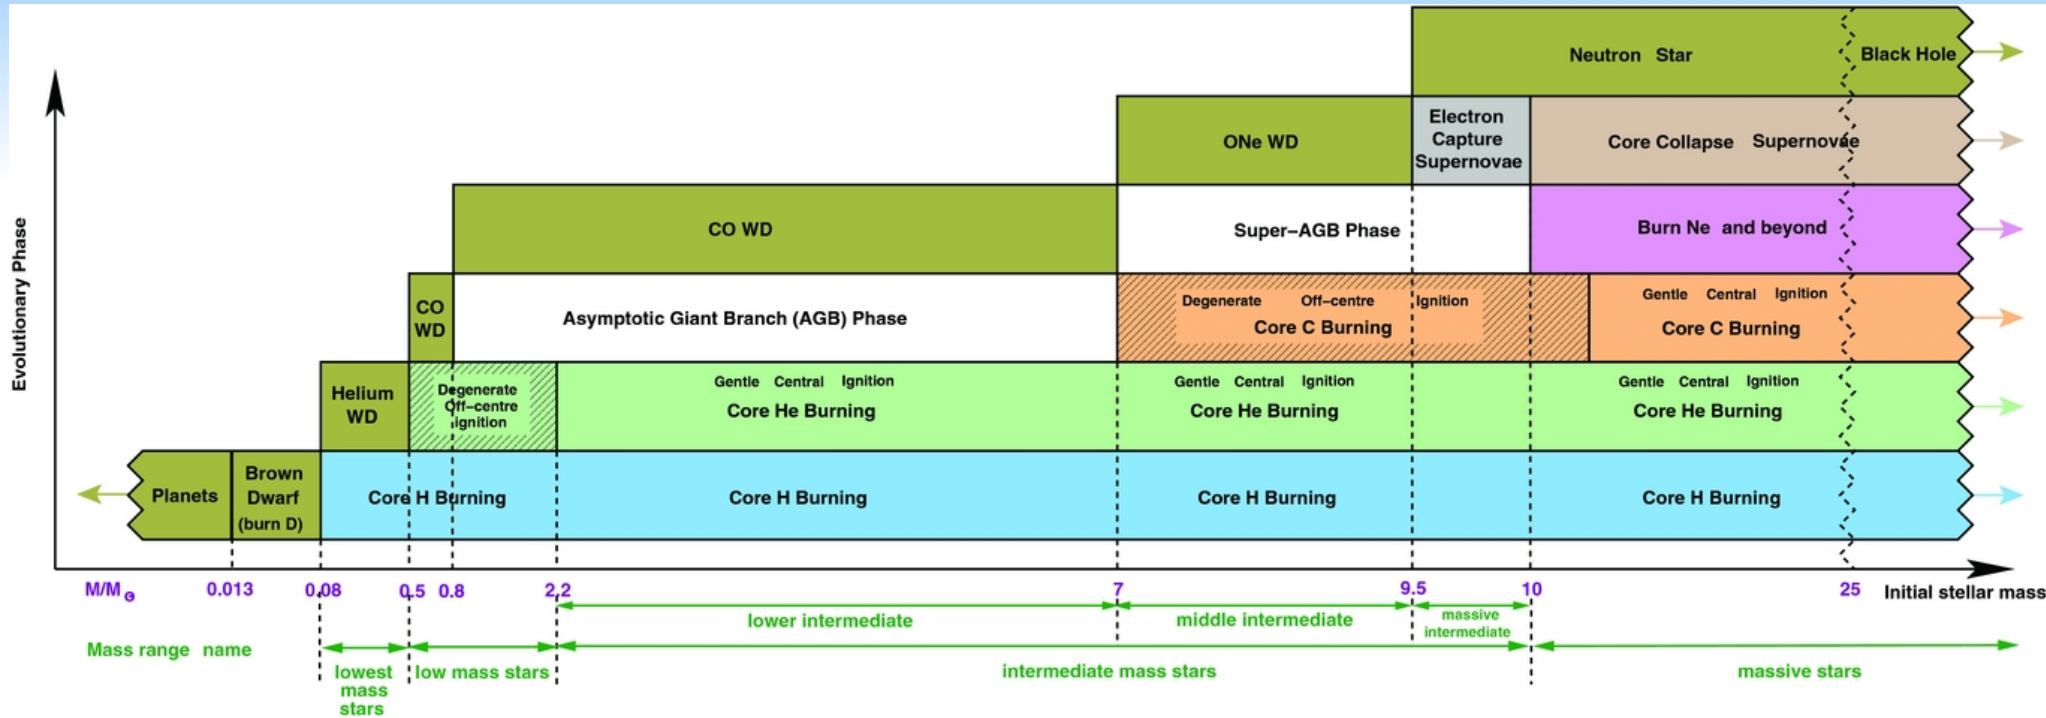 Neutron Star
Black Hole
ONe WD
Electron
Capture
Supernovae
Core Collapse Supernovae
CO WD
Super-AGB Phase
Burn Ne and beyond
CO
WD
Asymptotic Giant Branch (AGB) Phase
Degenerate Off-centre Ignition
Core C Burning
Gentle Central Ignition
Core C Burning
Helium
WD
Degenerate
Off-centre
ignition
Gentle Central Ignition
Core He Burning
Gentle Central Ignition
Core He Burning
Gentle Central Ignition
Core He Burning
Planets
Brown
Dwarf
(burn D)
Core H Burning
Core H Burning
Core H Burning
Core H Burning
Evolutionary Phase
M/M⊙ 0.013 0.08 0.5 0.8 2.2 7 9.5 10 25 Initial stellar mass
lower intermediate
middle intermediate
massive
intermediate
Mass range name
lowest
mass
stars
low mass stars
intermediate mass stars
massive stars